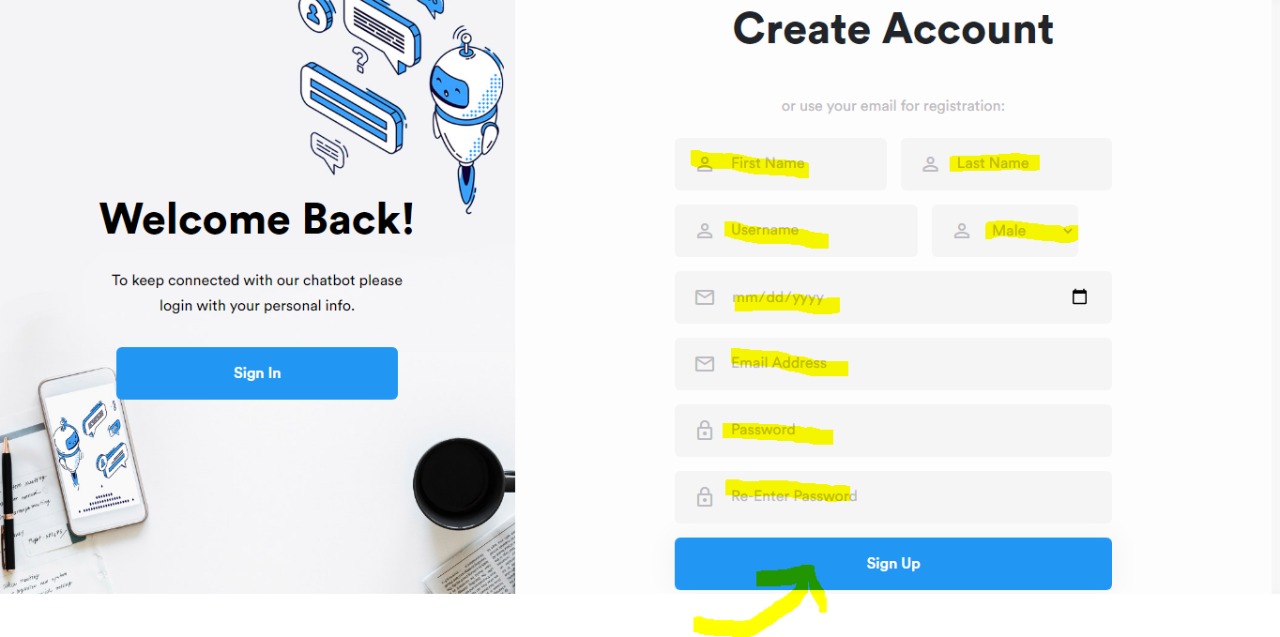 Create Account
or use your email for registration:
First Name
Last Name
Username
Male
mm/dd/yyyy
Email Address
Password
Re-Enter Password
Sign Up
Welcome Back!
To keep connected with our chatbot please
login with your personal info.
Sign In